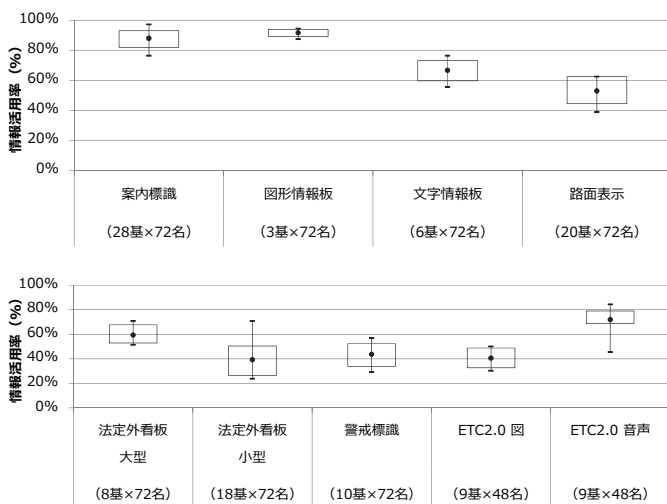 情報活用率（%）
100%
80%
60%
40%
20%
0%
案内標識 図形情報板 文字情報板 路面表示
（28基×72名） （3基×72名） （6基×72名） （20基×72名）
情報活用率（%）
100%
80%
60%
40%
20%
0%
法定外看板 法定外看板 警戒標識 ETC2.0 図 ETC2.0 音声
大型 小型
（8基×72名） （18基×72名） （10基×72名） （9基×48名） （9基×48名）